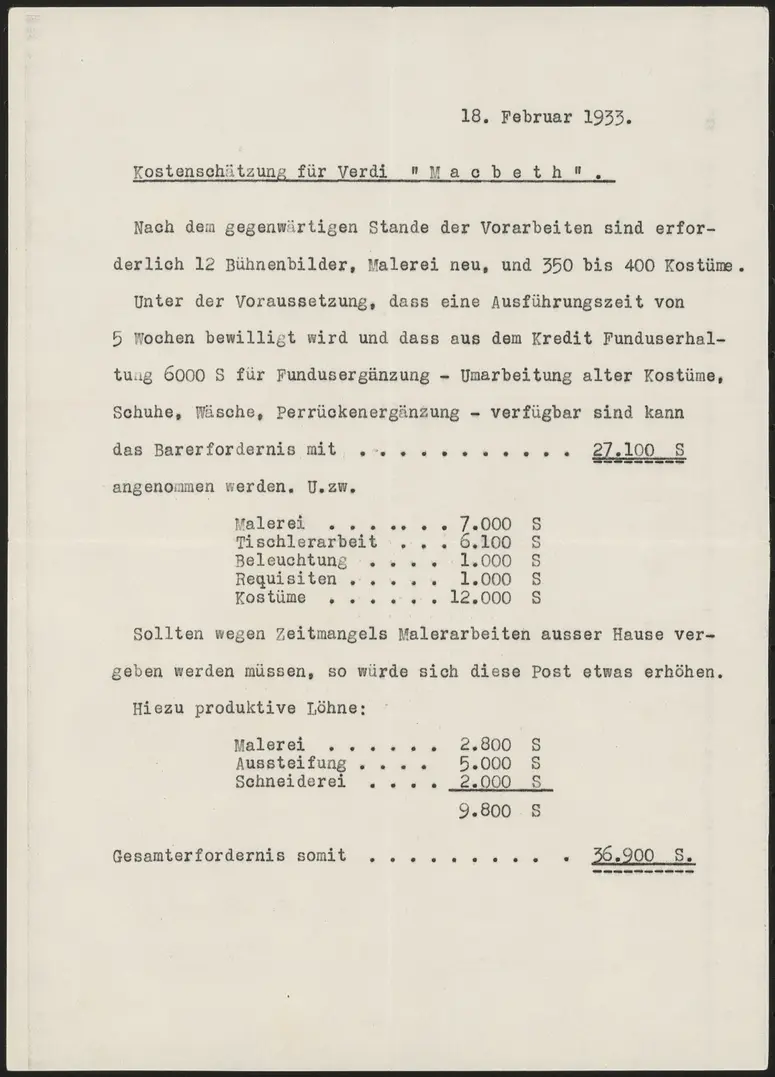 18. Februar 1933.
Kostenschätzung für Verdi " M a c b e t h " .
Nach dem gegenwärtigen Stande der Vorarbeiten sind erfor-
derlich 12 Bühnenbilder, Malerei neu, und 350 bis 400 Kostüme.
Unter der Voraussetzung, dass eine Ausführungszeit von
5 Wochen bewilligt wird und dass aus dem Kredit Funduserhal-
tung 6000 S für Fundusergänzung - Umarbeitung alter Kostüme,
Schuhe, Wäsche, Perrückenergänzung - verfügbar sind kann
das Barerfordernis mit . . . . . . . . . . . 27.100 S
angenommen werden. U.zw.
Malerei . . . . . . . 7.000 S
Tischlerarbeit . . . 6.100 S
Beleuchtung . . . . 1.000 S
Requisiten . . . . . 1.000 S
Kostüme . . . . . . 12.000 S
Sollten wegen Zeitmangels Malerarbeiten ausser Hause ver-
geben werden müssen, so würde sich diese Post etwas erhöhen.
Hiezu produktive Löhne:
Malerei . . . . . . 2.800 S
Aussteifung . . . . 5.000 S
Schneiderei . . . . 2.000 S
9.800 S
Gesamterfordernis somit . . . . . . . . . . 36.900 S.